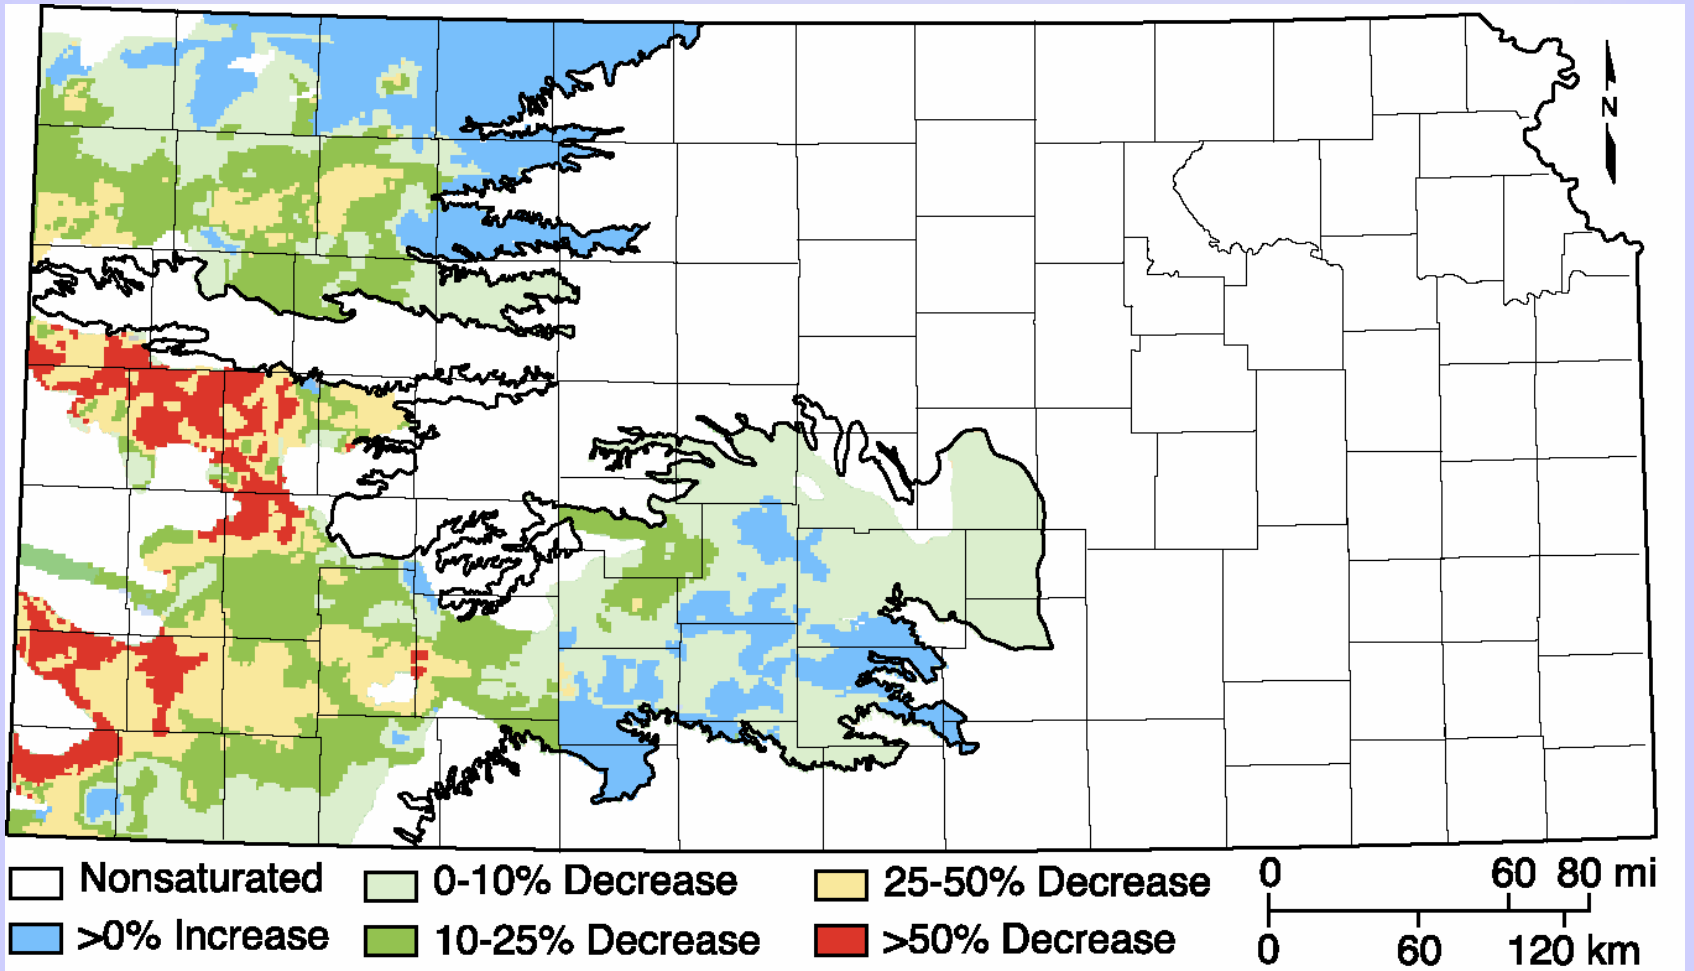 N
Nonsaturated
0-10% Decrease
25-50% Decrease
>0% Increase
10-25% Decrease
>50% Decrease
0 60 80 mi
0 60 120 km